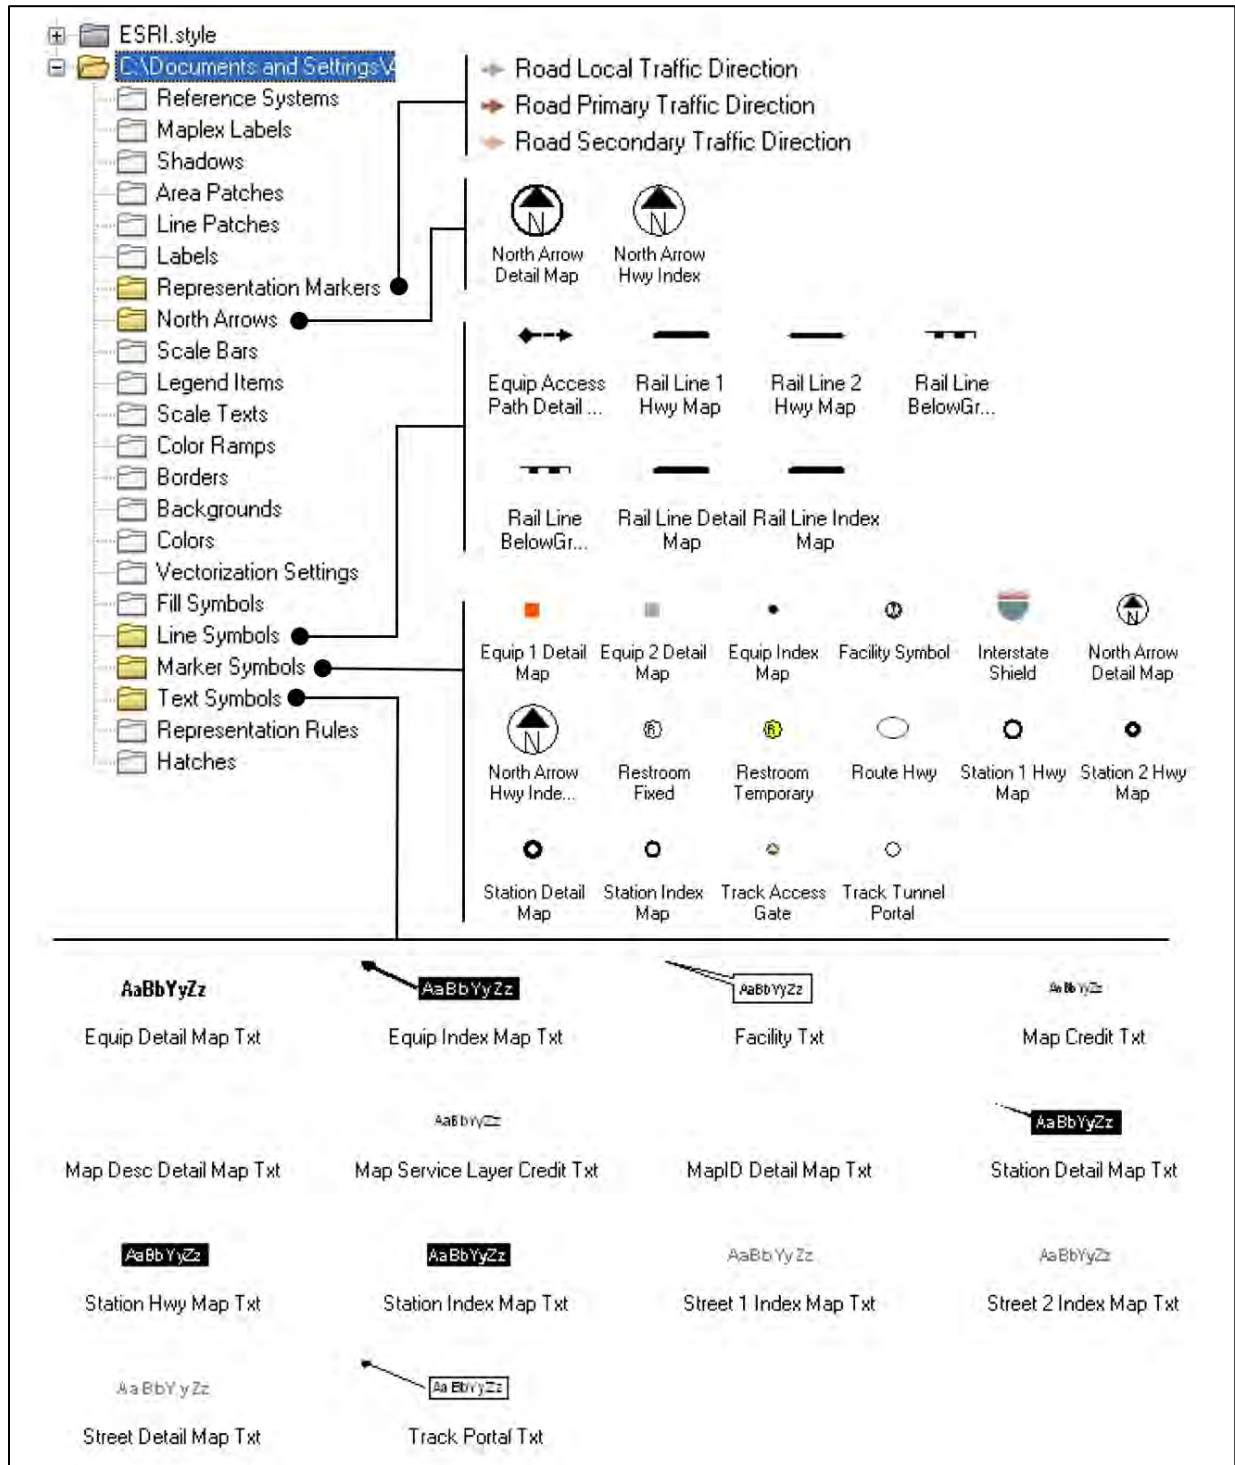 ESRI.style
C:\Documents and Settings\A
Reference Systems
Maplex Labels
Shadows
Area Patches
Line Patches
Labels
Representation Markers
North Arrows
Scale Bars
Legend Items
Scale Texts
Color Ramps
Borders
Backgrounds
Colors
Vectorization Settings
Fill Symbols
Line Symbols
Marker Symbols
Text Symbols
Representation Rules
Hatches
Road Local Traffic Direction
Road Primary Traffic Direction
Road Secondary Traffic Direction
N N
North Arrow North Arrow
Detail Map Hwy Index
Equip Access Rail Line 1 Rail Line 2 Rail Line
Path Detail ... Hwy Map Hwy Map BelowGr...
Rail Line Rail Line Detail Rail Line Index
BelowGr... Map Map
N
Equip 1 Detail Equip 2 Detail Equip Index Facility Symbol Interstate North Arrow
Map Map Map Shield Detail Map
N R R
North Arrow Restroom Restroom Route Hwy Station 1 Hwy Station 2 Hwy
Hwy Inde... Fixed Temporary Map Map
Station Detail Station Index Track Access Track Tunnel
Map Map Gate Portal
AaBbYyZz AaBbYyZz AaBbYyZz AaBbYyZz
Equip Detail Map Txt Equip Index Map Txt Facility Txt Map Credit Txt
AaBbYyZz AaBbYyZz
Map Desc Detail Map Txt Map Service Layer Credit Txt MapID Detail Map Txt Station Detail Map Txt
AaBbYyZz AaBbYyZz AaBbYyZz AaBbYyZz
Station Hwy Map Txt Station Index Map Txt Street 1 Index Map Txt Street 2 Index Map Txt
AaBbYyZz AaBbYyZz
Street Detail Map Txt Track Portal Txt